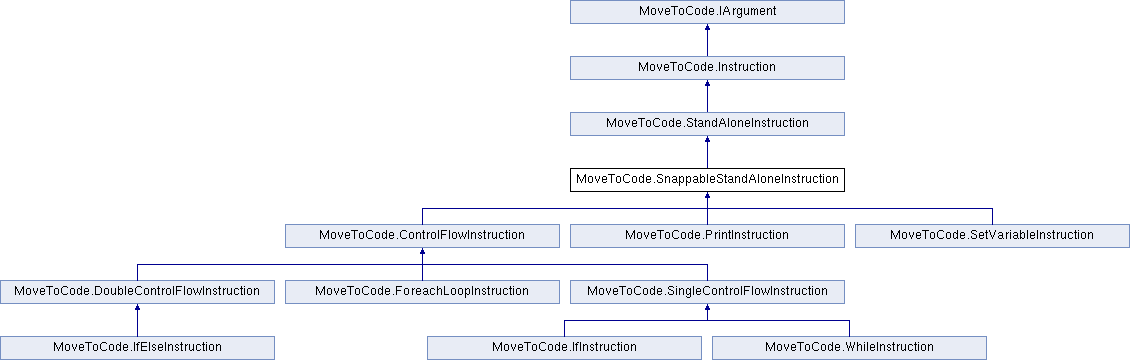 MoveToCode.IArgument
MoveToCode.Instruction
MoveToCode.StandAloneInstruction
MoveToCode.SnappableStandAloneInstruction
MoveToCode.ControlFlowInstruction
MoveToCode.PrintInstruction
MoveToCode.SetVariableInstruction
MoveToCode.DoubleControlFlowInstruction
MoveToCode.ForeachLoopInstruction
MoveToCode.SingleControlFlowInstruction
MoveToCode.IfElseInstruction
MoveToCode.IfInstruction
MoveToCode.WhileInstruction